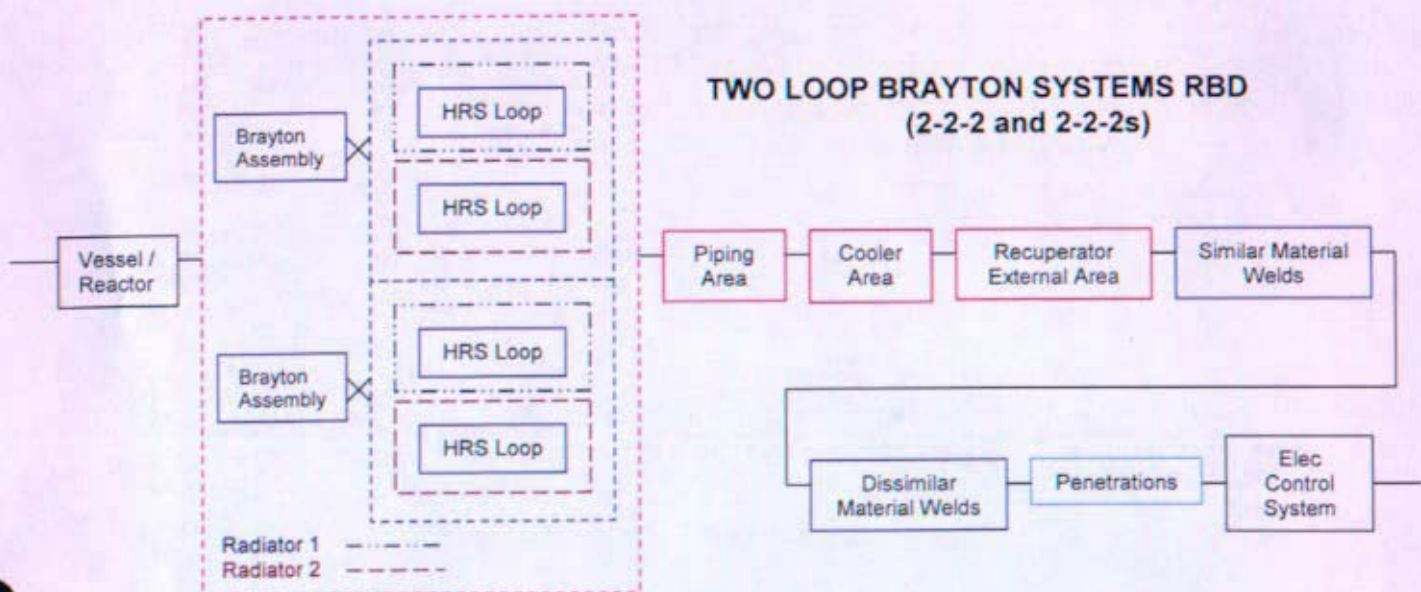 TWO LOOP BRAYTON SYSTEMS RBD
(2-2-2 and 2-2-2s)
Vessel /
Reactor
Brayton
Assembly
HRS Loop
HRS Loop
Brayton
Assembly
HRS Loop
HRS Loop
Radiator 1
Radiator 2
Piping
Area
Cooler
Area
Recuperator
External Area
Similar Material
Welds
Dissimilar
Material Welds
Penetrations
Elec
Control
System